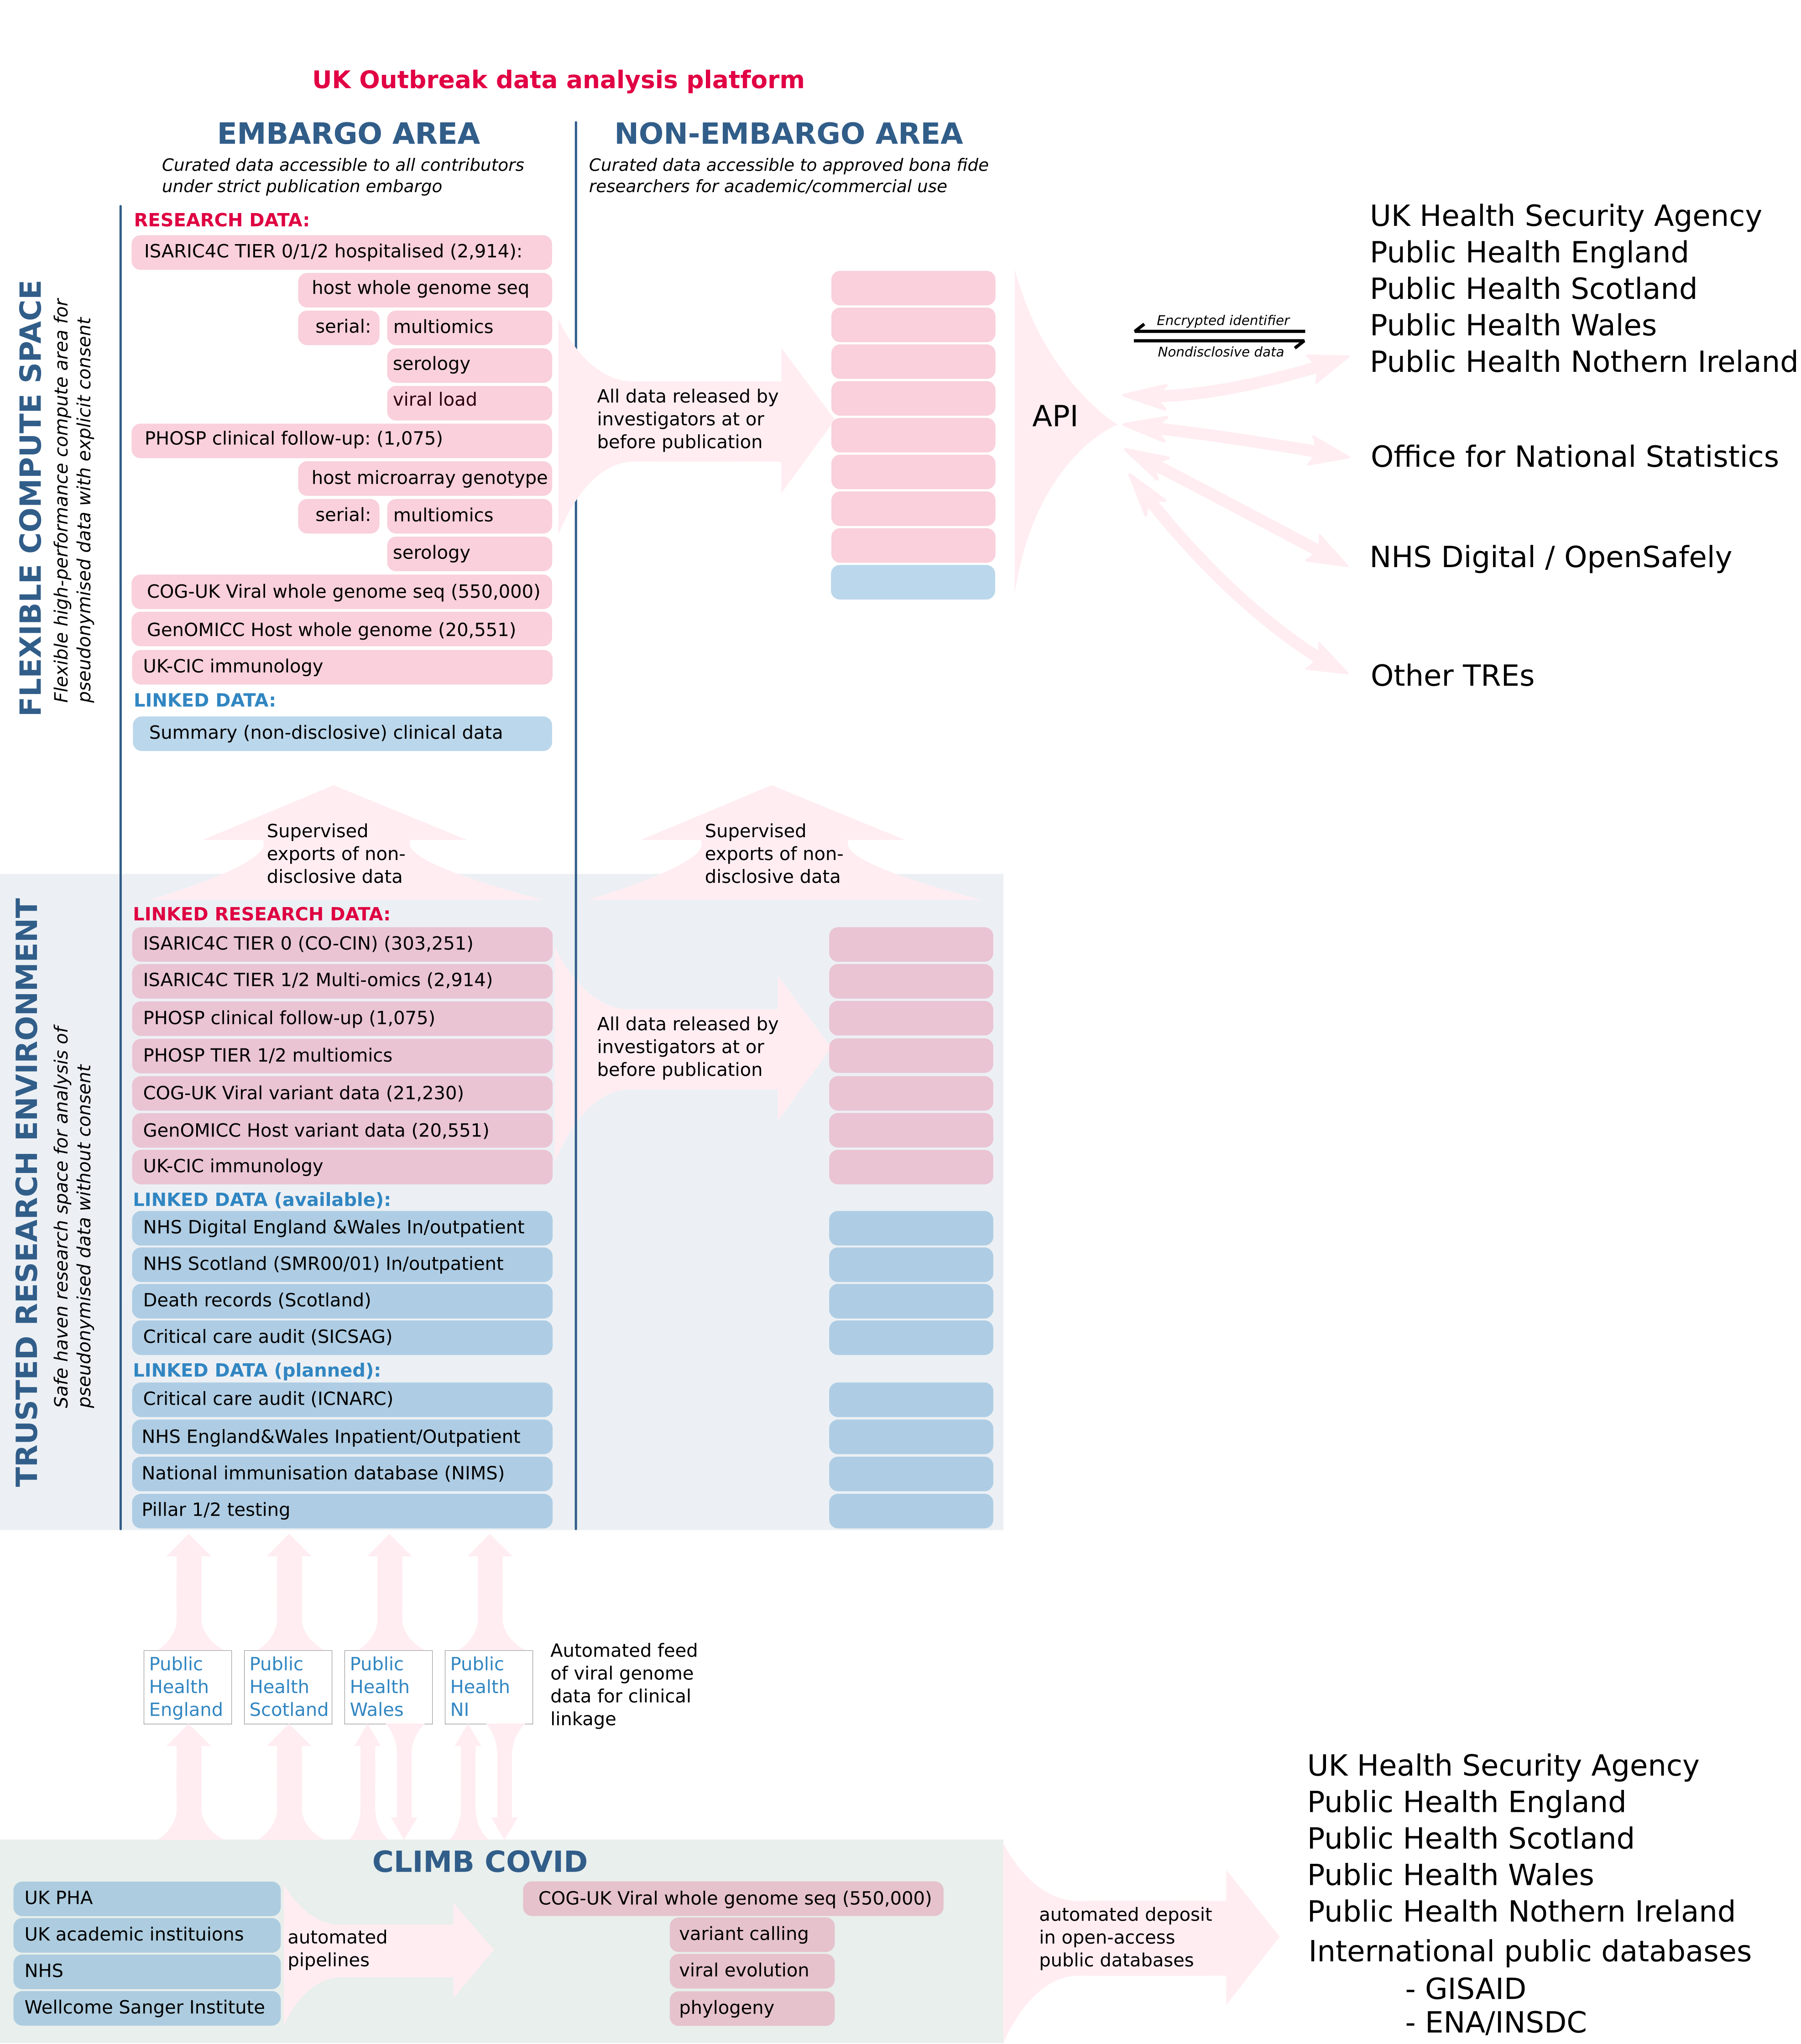 UK Outbreak data analysis platform
EMBARGO AREA
Curated data accessible to all contributors
under strict publication embargo
NON-EMBARGO AREA
Curated data accessible to approved bona fide
researchers for academic/commercial use
FLEXIBLE COMPUTE SPACE
Flexible high-performance compute area for
pseudonymised data with explicit consent
RESEARCH DATA:
ISARIC4C TIER 0/1/2 hospitalised (2,914):
host whole genome seq
serial:
multiomics
serology
viral load
PHOSP clinical follow-up: (1,075)
host microarray genotype
serial:
multiomics
serology
COG-UK Viral whole genome seq (550,000)
GenOMICC Host whole genome (20,551)
UK-CIC immunology
LINKED DATA:
Summary (non-disclosive) clinical data
All data released by
investigators at or
before publication
API
Encrypted identifier
Nondisclosive data
UK Health Security Agency
Public Health England
Public Health Scotland
Public Health Wales
Public Health Nothern Ireland
Office for National Statistics
NHS Digital / OpenSafely
Other TREs
Supervised
exports of non-
disclosive data
Supervised
exports of non-
disclosive data
TRUSTED RESEARCH ENVIRONMENT
Safe haven research space for analysis of
pseudonymised data without consent
LINKED RESEARCH DATA:
ISARIC4C TIER 0 (CO-CIN) (303,251)
ISARIC4C TIER 1/2 Multi-omics (2,914)
PHOSP clinical follow-up (1,075)
PHOSP TIER 1/2 multiomics
COG-UK Viral variant data (21,230)
GenOMICC Host variant data (20,551)
UK-CIC immunology
All data released by
investigators at or
before publication
LINKED DATA (available):
NHS Digital England &Wales In/outpatient
NHS Scotland (SMR00/01) In/outpatient
Death records (Scotland)
Critical care audit (SICSAG)
LINKED DATA (planned):
Critical care audit (ICNARC)
NHS England&Wales Inpatient/Outpatient
National immunisation database (NIMS)
Pillar 1/2 testing
Public
Health
England
Public
Health
Scotland
Public
Health
Wales
Public
Health
NI
Automated feed
of viral genome
data for clinical
linkage
CLIMB COVID
UK PHA
UK academic instituions
NHS
Wellcome Sanger Institute
automated
pipelines
COG-UK Viral whole genome seq (550,000)
variant calling
viral evolution
phylogeny
automated deposit
in open-access
public databases
UK Health Security Agency
Public Health England
Public Health Scotland
Public Health Wales
Public Health Nothern Ireland
International public databases
- GISAID
- ENA/INSDC